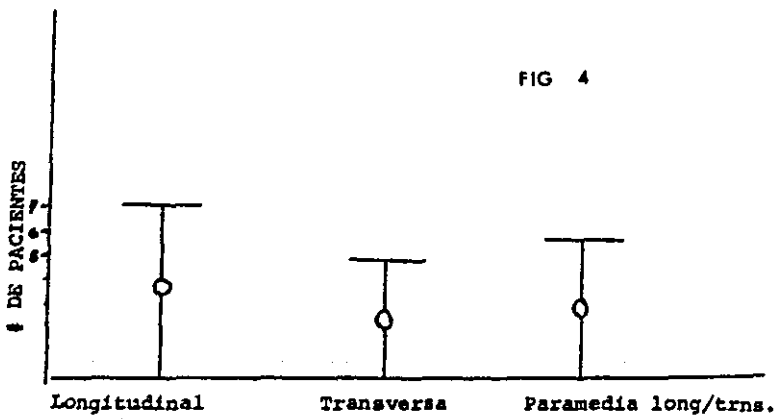 FIG 4
# DE PACIENTES
7
6
5
Longitudinal Transversa Paramedia long/trns.